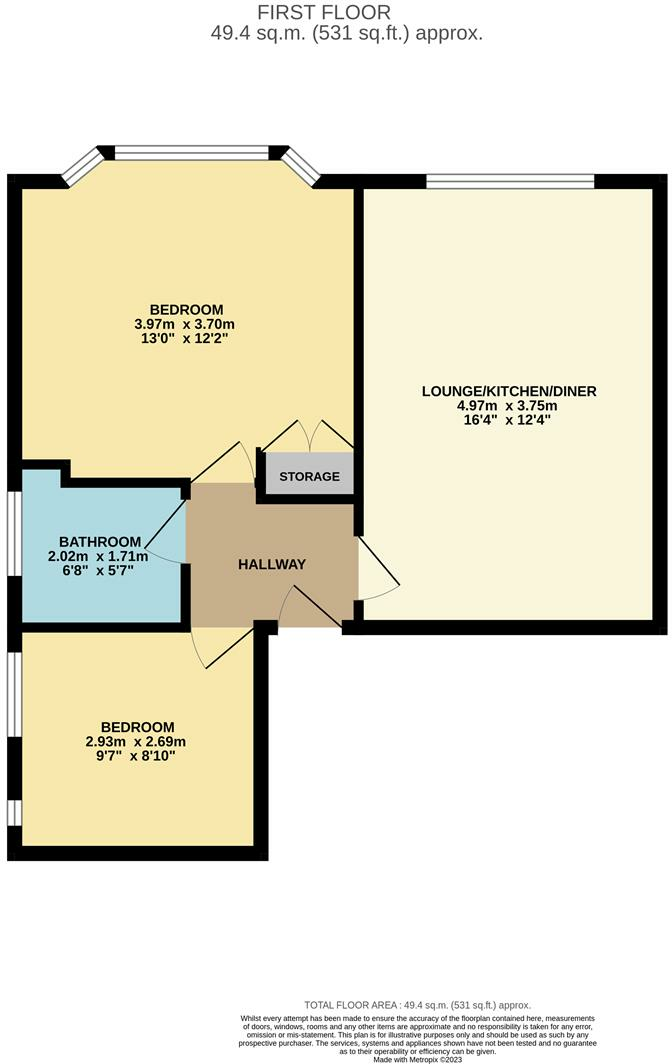 FIRST FLOOR
49.4 sq.m. (531 sq.ft.) approx.
BEDROOM
3.97m x 3.70m
13'0" x 12'2"
LOUNGE/KITCHEN/DINER
4.97m x 3.75m
16'4" x 12'4"
STORAGE
BATHROOM
2.02m x 1.71m
6'8" x 5'7"
HALLWAY
BEDROOM
2.93m x 2.69m
9'7" x 8'10"
TOTAL FLOOR AREA : 49.4 sq.m. (531 sq.ft.) approx.
Whilst every attempt has been made to ensure the accuracy of the floorplan contained here, measurements
of doors, windows, rooms and any other items are approximate and no responsibility is taken for any error,
omission or mis-statement. This plan is for illustrative purposes only and should be used as such by any
prospective purchaser. The services, systems and appliances shown have not been tested and no guarantee
as to their operability or efficiency can be given.
Made with Metropix ©2023